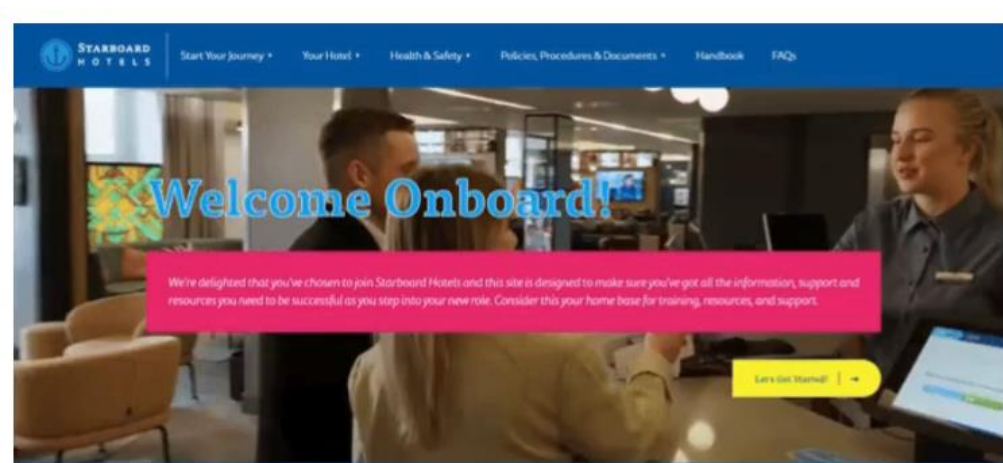 STARBOARD
HOTELS
Start Your Journey
Your Hotel
Health & Safety
Policies, Procedures & Documents
Handbook
FAQs
Welcome Onboard!
We're delighted that you've chosen to join Starboard Hotels and this site is designed to make sure you've got all the information, support and
resources you need to be successful as you step into your new role. Consider this your home base for training, resources, and support.
Let's Get Started!